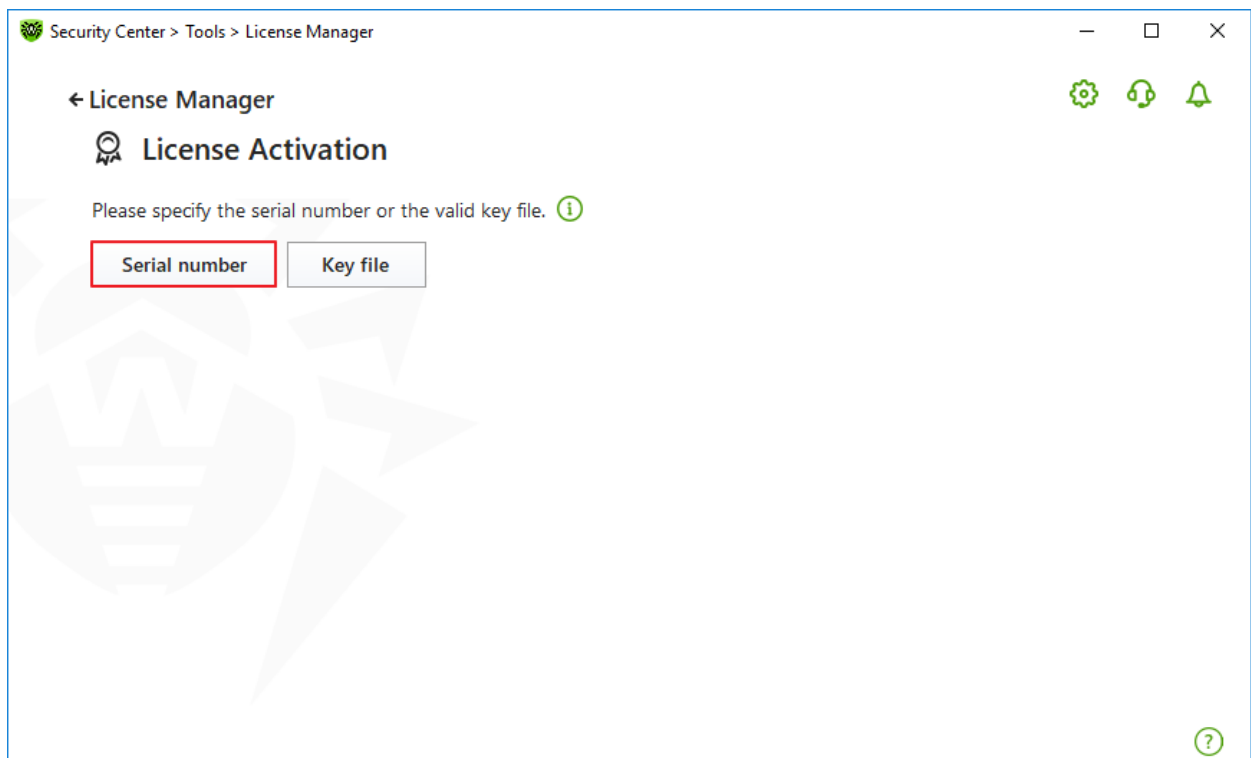 Security Center > Tools > License Manager
License Manager
License Activation
Please specify the serial number or the valid key file.
Serial number Key file